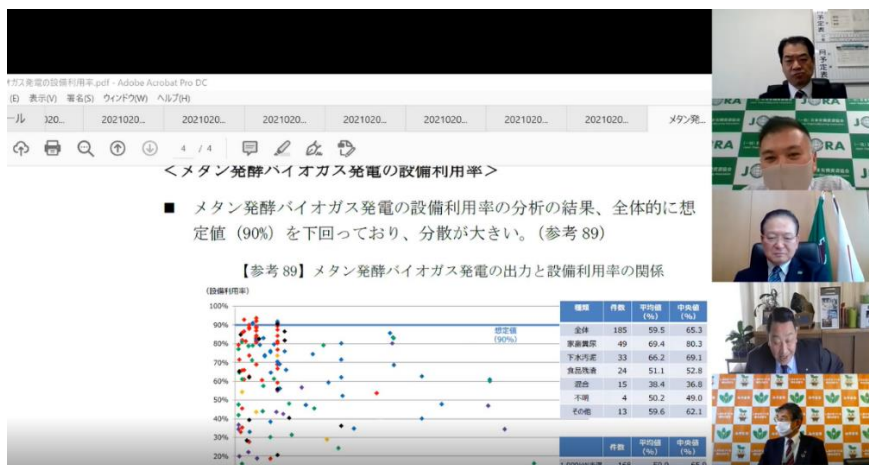 オガス発電の設備利用率.pdf - Adobe Acrobat Pro DC
(E) 表示(V) 署名(S) ウィンドウ(W) ヘルプ(H)
ール 020... 2021020... 2021020... 2021020... 2021020... 2021020... 2021020... メタン発...
4 / 4
<メタン発酵バイオガス発電の設備利用率>
■ メタン発酵バイオガス発電の設備利用率の分析の結果、全体的に想
定値(90%)を下回っており、分散が大きい。(参考 89)
【参考 89】メタン発酵バイオガス発電の出力と設備利用率の関係
(設備利用率)
100%
90%
80%
70%
60%
50%
40%
30%
20%
想定値
(90%)
種類 件数 平均値(%) 中央値(%)
全体 185 59.5 65.3
家畜糞尿 49 69.4 80.3
下水汚泥 33 66.2 69.1
食品残渣 24 51.1 52.8
混合 15 38.4 36.8
不明 4 50.2 49.0
その他 13 59.6 62.1
件数 平均値(%) 中央値(%)
月予定表
JORA